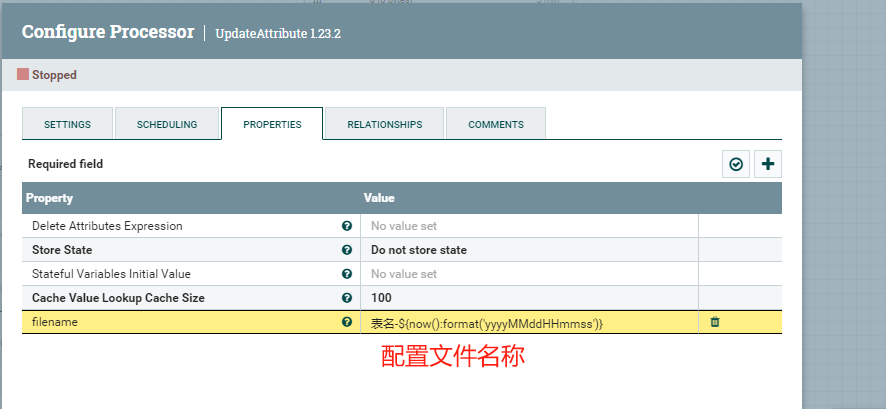 Configure Processor | UpdateAttribute 1.23.2
Stopped
SETTINGS SCHEDULING PROPERTIES RELATIONSHIPS COMMENTS
Required field
Property Value
Delete Attributes Expression No value set
Store State Do not store state
Stateful Variables Initial Value No value set
Cache Value Lookup Cache Size 100
filename 表名-${now():format('yyyyMMddHHmmss')}
配置文件名称